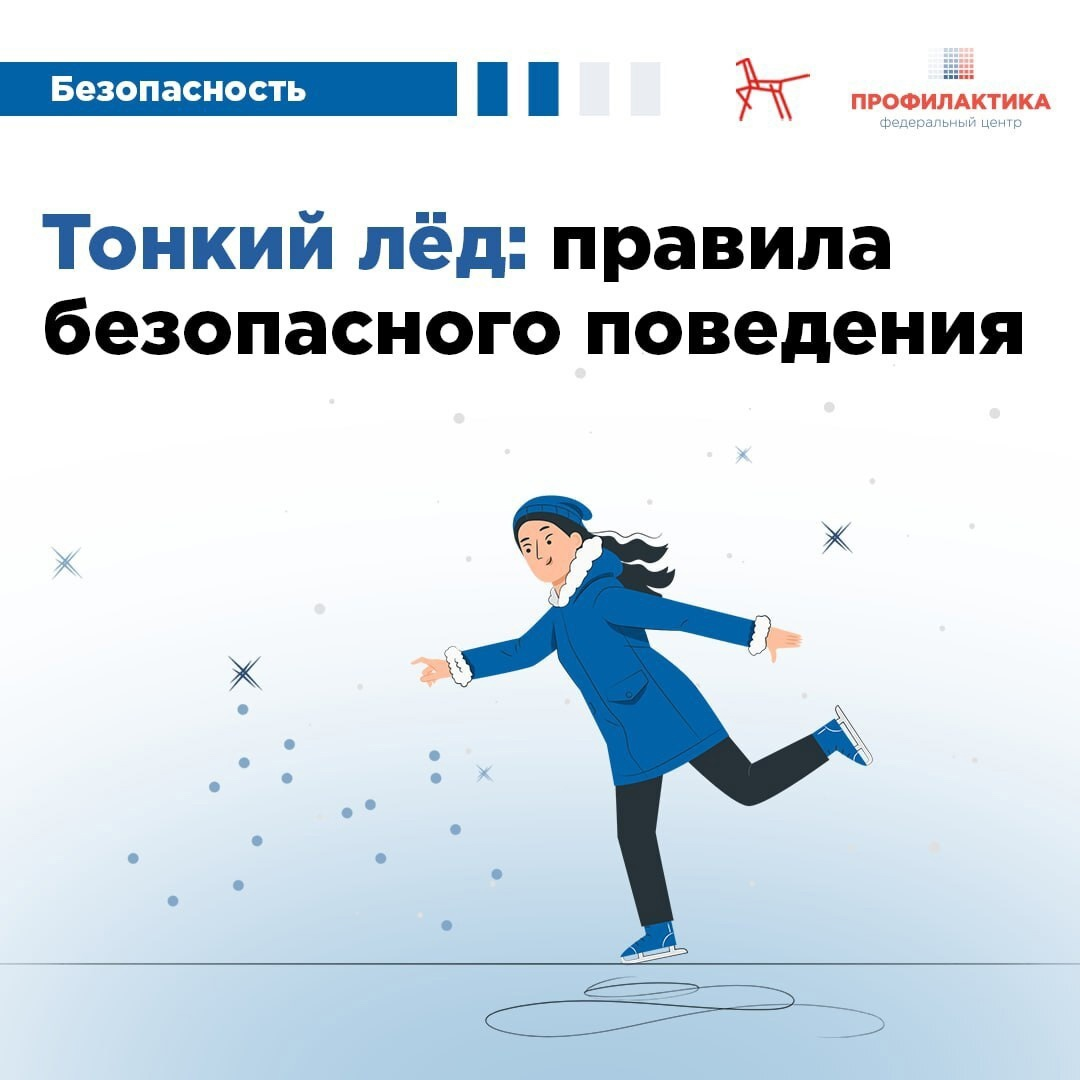 Безопасность
ПРОФИЛАКТИКА
федеральный центр
Тонкий лёд: правила
безопасного поведения